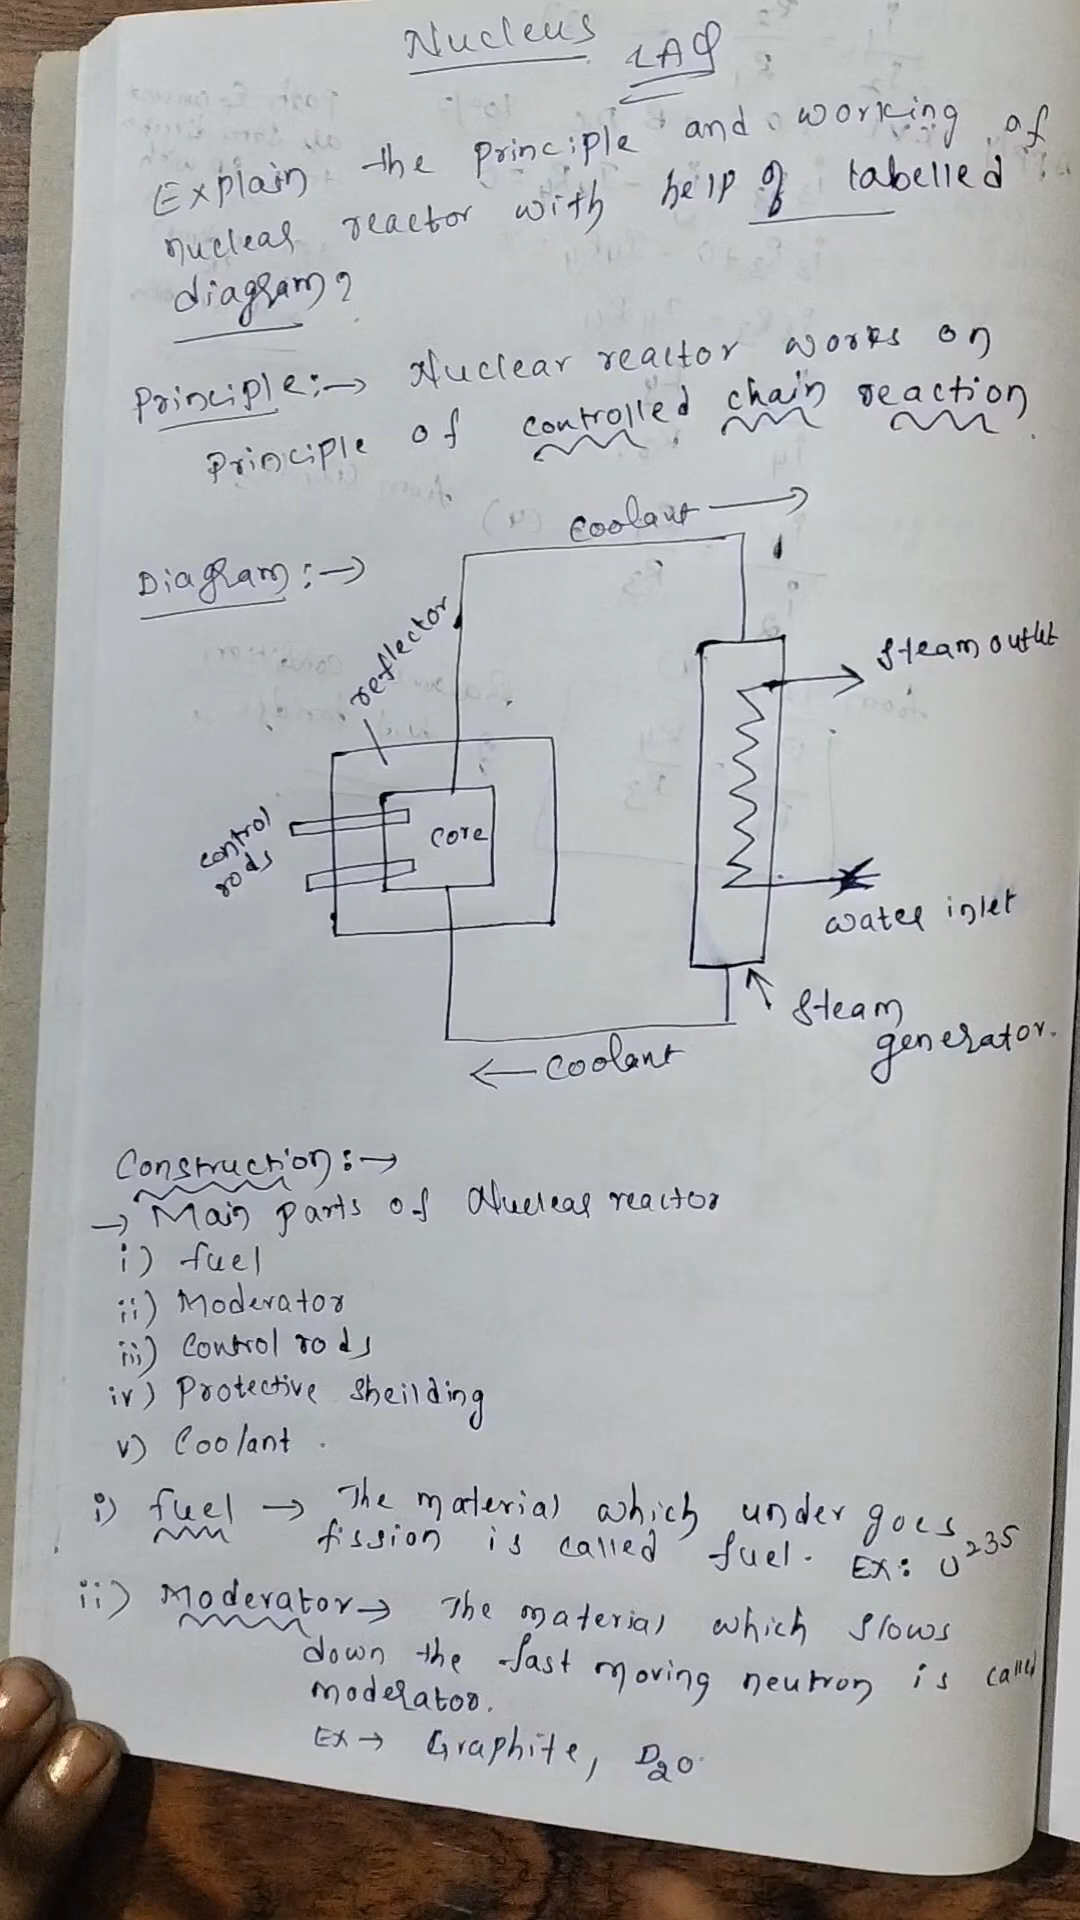 Nucleus
LAQ
Explain the Principle and working of
nuclear reactor with help of labelled
diagram?
Principle:→ Nuclear reactor works on
Principle of controlled chain reaction.
Diagram:→
Coolant →
reflector
Steam outlet
control
rods
core
water inlet
Steam
generator.
← Coolant
Construction:→
→ Main parts of Nuclear reactor
i) fuel
ii) Moderator
iii) Control rods
iv) Protective Sheilding
v) Coolant.
i) fuel → The material which under goes
fission is called fuel. Ex: U²³⁵
ii) Moderator→ The material which slows
down the fast moving neutron is called
moderator.
Ex → Graphite, D₂O.